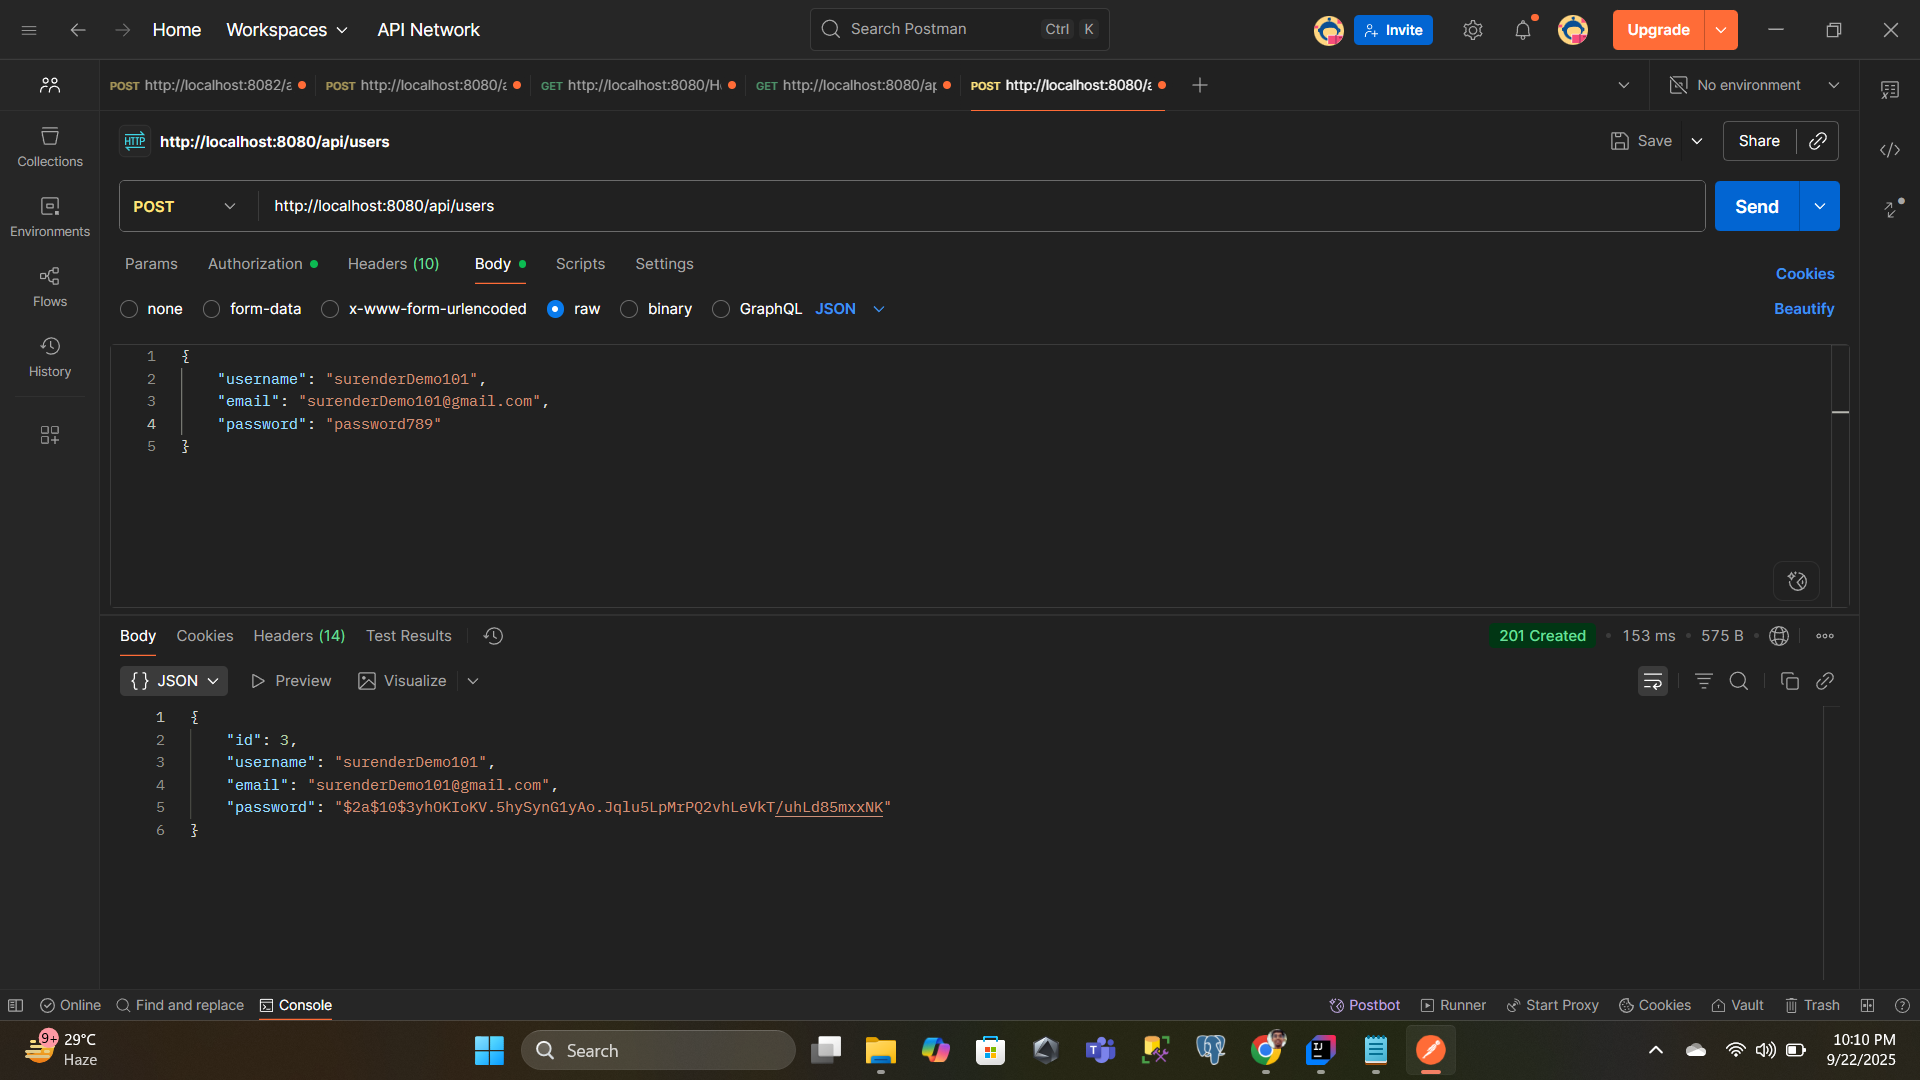 Home Workspaces API Network Search Postman Ctrl K Invite Upgrade
POST http://localhost:8082/a POST http://localhost:8080/a GET http://localhost:8080/H GET http://localhost:8080/ap POST http://localhost:8080/a No environment
Collections
Environments
Flows
History
HTTP http://localhost:8080/api/users Save Share
POST http://localhost:8080/api/users Send
Params Authorization Headers (10) Body Scripts Settings Cookies
none form-data x-www-form-urlencoded raw binary GraphQL JSON Beautify
1 {
2 "username": "surenderDemo101",
3 "email": "surenderDemo101@gmail.com",
4 "password": "password789"
5 }
Body Cookies Headers (14) Test Results 201 Created • 153 ms • 575 B
{} JSON Preview Visualize
1 {
2 "id": 3,
3 "username": "surenderDemo101",
4 "email": "surenderDemo101@gmail.com",
5 "password": "$2a$10$3yhOKIoKV.5hySynG1yAo.Jqlu5LpMrPQ2vhLeVkT/uhLd85mxxNK"
6 }
Online Find and replace Console Postbot Runner Start Proxy Cookies Vault Trash
9+ 29°C
Haze
Search
10:10 PM
9/22/2025